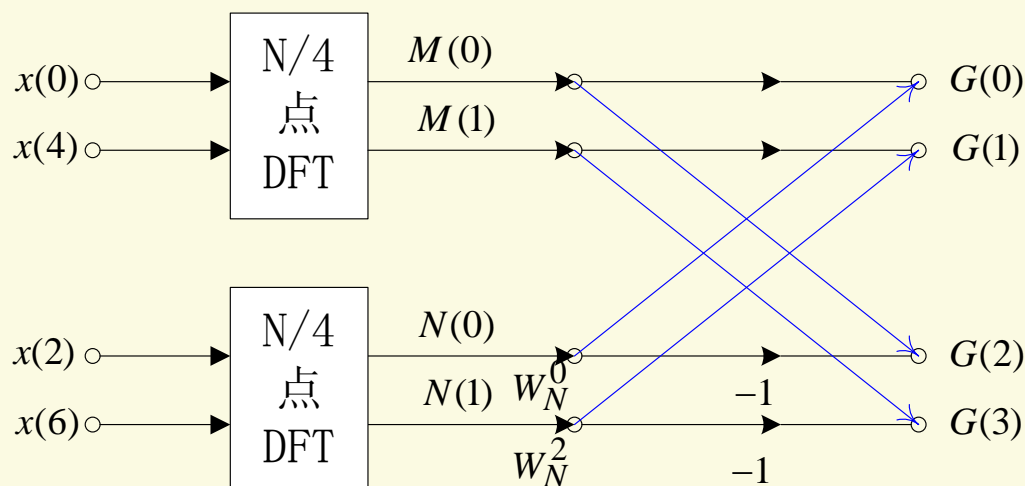 x(0)
N/4
点
DFT
M(0)
G(0)
x(4)
M(1)
G(1)
x(2)
N/4
点
DFT
N(0)
W_N^0
−1
G(2)
x(6)
N(1)
W_N^2
−1
G(3)